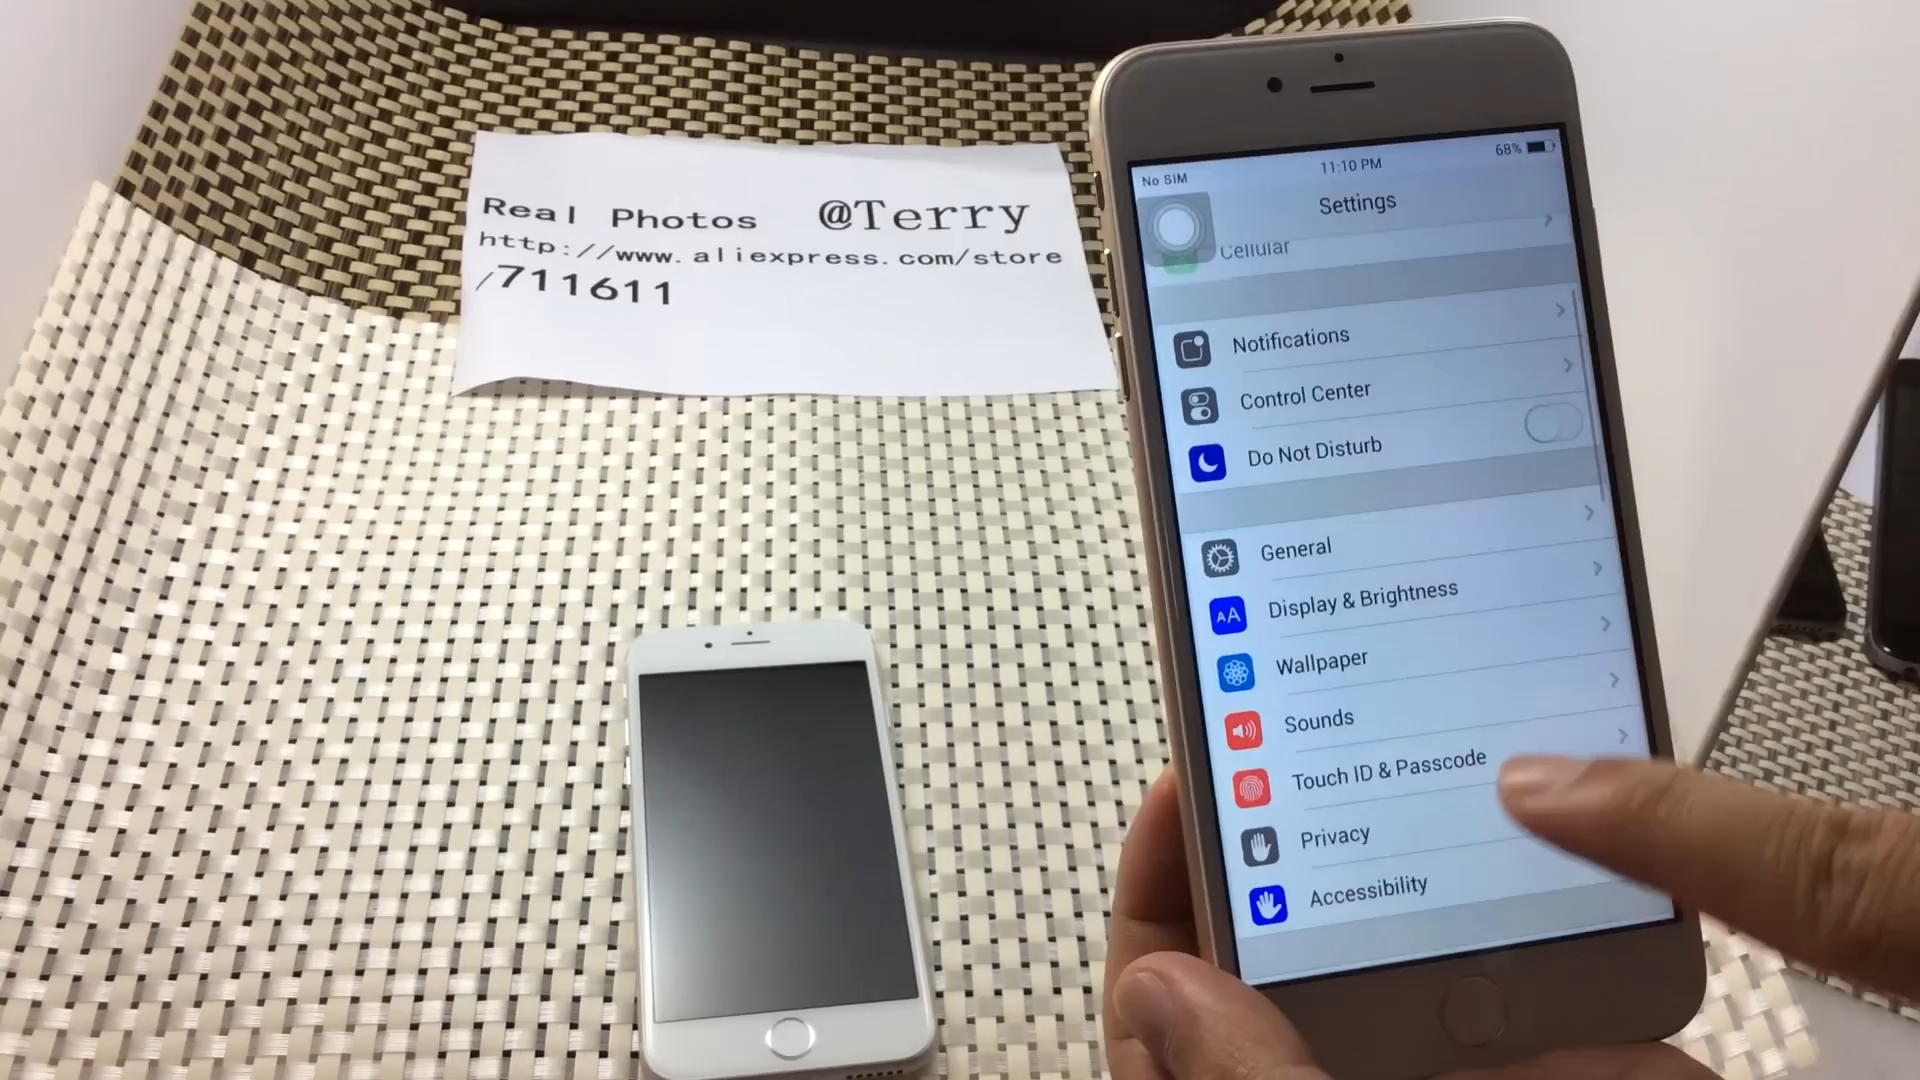 Real Photos @Terry
http://www.aliexpress.com/store
/711611
No SIM 11:10 PM 68%
Settings
Cellular
Notifications
Control Center
Do Not Disturb
General
AA Display & Brightness
Wallpaper
Sounds
Touch ID & Passcode
Privacy
Accessibility